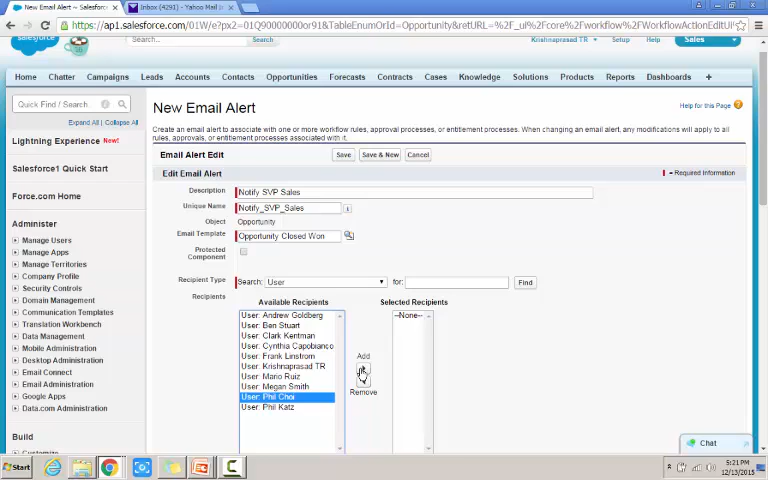 New Email Alert ~ Salesfor
Inbox (4291) - Yahoo Mail
https://ap1.salesforce.com/01W/e?px2=01Q90000000or91&TableEnumOrId=Opportunity&retURL=%2F_ui%2Fcore%2Fworkflow%2FWorkflowActionEditUi
salesforce
Search...
Search
Krishnaprasad TR
Setup
Help
Sales
Home
Chatter
Campaigns
Leads
Accounts
Contacts
Opportunities
Forecasts
Contracts
Cases
Knowledge
Solutions
Products
Reports
Dashboards
+
Quick Find / Search...
Expand All | Collapse All
Lightning Experience New!
Salesforce1 Quick Start
Force.com Home
Administer
Manage Users
Manage Apps
Manage Territories
Company Profile
Security Controls
Domain Management
Communication Templates
Translation Workbench
Data Management
Mobile Administration
Desktop Administration
Email Connect
Email Administration
Google Apps
Data.com Administration
Build
Customize
New Email Alert
Help for this Page
Create an email alert to associate with one or more workflow rules, approval processes, or entitlement processes. When changing an email alert, any modifications will apply to
all rules, approvals, or entitlement processes associated with it.
Email Alert Edit
Save
Save & New
Cancel
Edit Email Alert
= Required Information
Description
Notify SVP Sales
Unique Name
Notify_SVP_Sales
Object
Opportunity
Email Template
Opportunity Closed Won
Protected
Component
Recipient Type
Search: User
for:
Find
Recipients
Available Recipients
Selected Recipients
User: Andrew Goldberg
User: Ben Stuart
User: Clark Kentman
User: Cynthia Capobianc
User: Frank Linstrom
User: Krishnaprasad TR
User: Mario Ruiz
User: Megan Smith
User: Phil Choi
User: Phil Katz
--None--
Add
Remove
Chat
Start
5:21 PM
12/13/2015